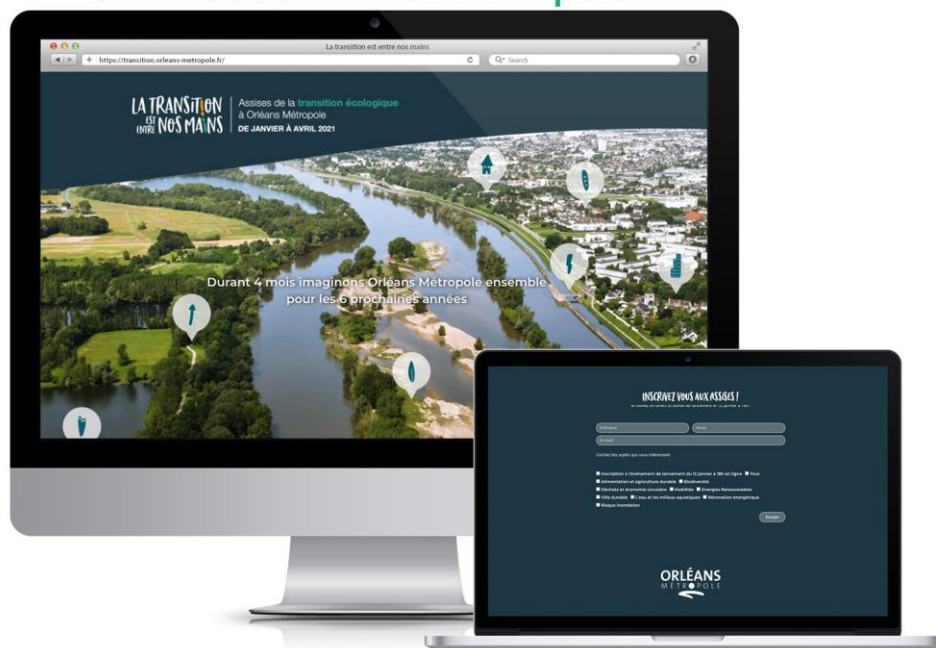 La transition est entre nos mains
https://transition.orleans-metropole.fr/
Search
LA TRANSITION
EST
ENTRE NOS MAINS
Assises de la transition écologique
à Orléans Métropole
DE JANVIER À AVRIL 2021
Durant 4 mois imaginons Orléans Métropole ensemble
pour les 6 prochaines années
INSCRIVEZ VOUS AUX ASSISES !
Prénom
Nom
E-mail
Cochez les sujets qui vous intéressent
Inscription à l'événement de lancement du 12 janvier à 18h en ligne Tous
Alimentation et agriculture durable Biodiversité
Déchets et économie circulaire Mobilités Energies Renouvelables
Ville durable L'eau et les milieux aquatiques Rénovation énergétique
Risque inondation
Envoyer
ORLÉANS
MÉTROPOLE